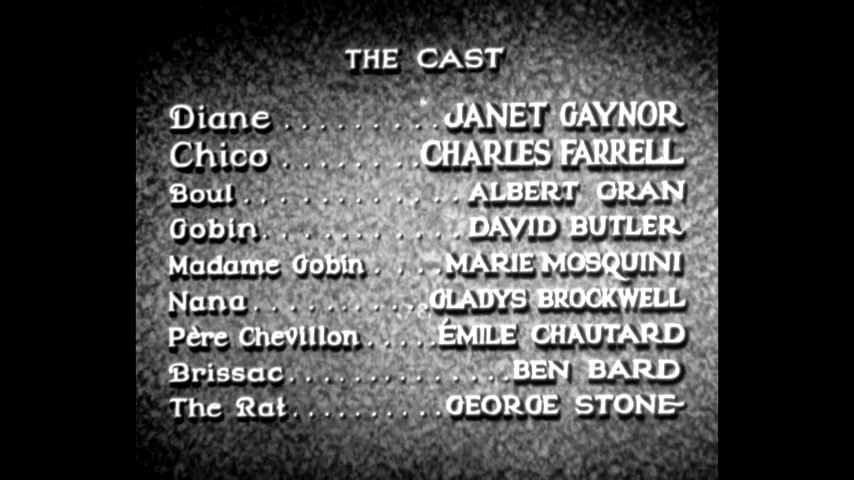 THE CAST
Diane ......... JANET GAYNOR
Chico ........ CHARLES FARRELL
Boul ............ ALBERT GRAN
Gobin........... DAVID BUTLER
Madame Gobin .... MARIE MOSQUINI
Nana .......... GLADYS BROCKWELL
Père Chevillon ..... ÉMILE CHAUTARD
Brissac.............. BEN BARD
The Rat.......... GEORGE STONE